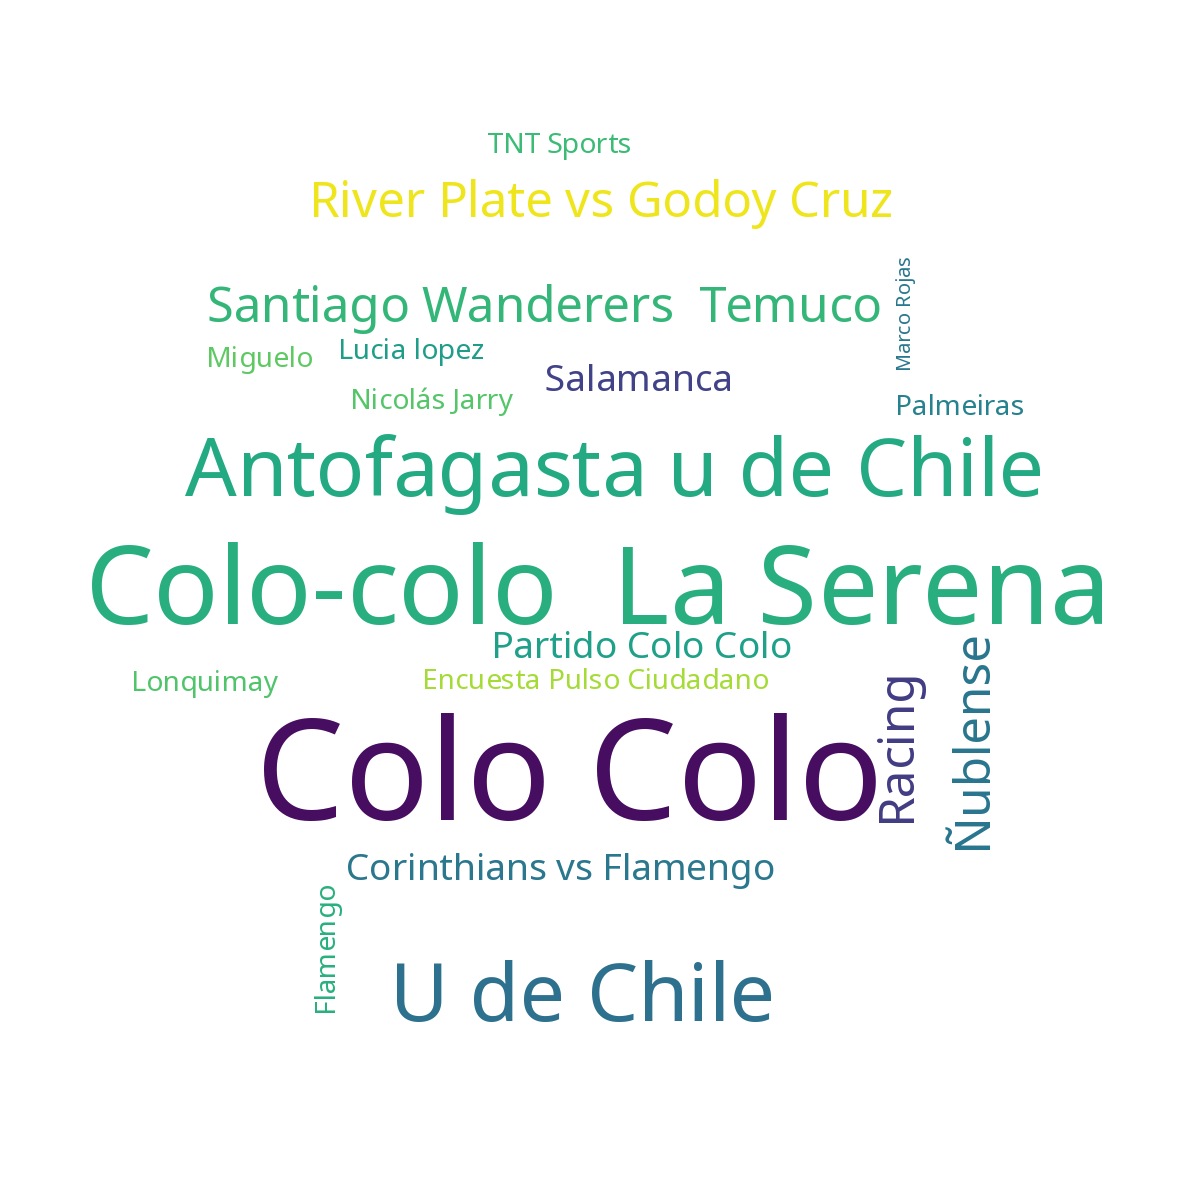 TNT Sports
River Plate vs Godoy Cruz
Santiago Wanderers  Temuco
Marco Rojas
Miguelo
Lucia lopez
Salamanca
Nicolás Jarry
Palmeiras
Antofagasta u de Chile
Colo-colo  La Serena
Partido Colo Colo
Lonquimay
Encuesta Pulso Ciudadano
Colo Colo
Racing
Ñublense
Corinthians vs Flamengo
Flamengo
U de Chile